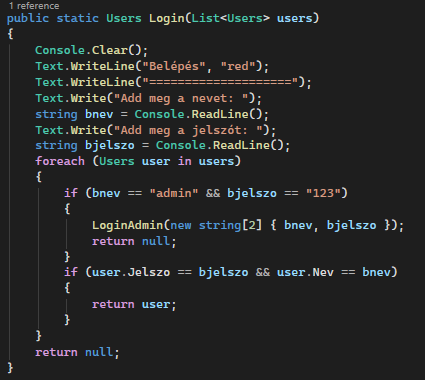 1 reference
public static Users Login(List<Users> users)
{
    Console.Clear();
    Text.WriteLine("Belépés", "red");
    Text.WriteLine("====================");
    Text.Write("Add meg a nevet: ");
    string bnev = Console.ReadLine();
    Text.Write("Add meg a jelszót: ");
    string bjelszo = Console.ReadLine();
    foreach (Users user in users)
    {
        if (bnev == "admin" && bjelszo == "123")
        {
            LoginAdmin(new string[2] { bnev, bjelszo });
            return null;
        }
        if (user.Jelszo == bjelszo && user.Nev == bnev)
        {
            return user;
        }
    }
    return null;
}